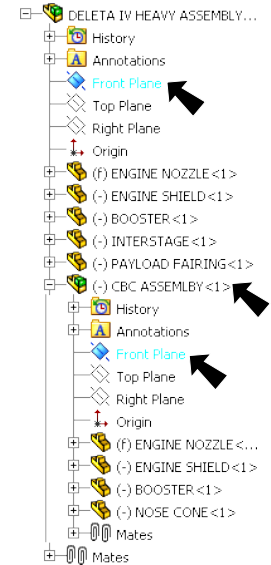 DELETA IV HEAVY ASSEMBLY...
History
Annotations
Front Plane
Top Plane
Right Plane
Origin
(f) ENGINE NOZZLE<1>
(-) ENGINE SHIELD<1>
(-) BOOSTER<1>
(-) INTERSTAGE<1>
(-) PAYLOAD FAIRING<1>
(-) CBC ASSEMLBY<1>
History
Annotations
Front Plane
Top Plane
Right Plane
Origin
(f) ENGINE NOZZLE<...
(-) ENGINE SHIELD<1>
(-) BOOSTER<1>
(-) NOSE CONE<1>
Mates
Mates